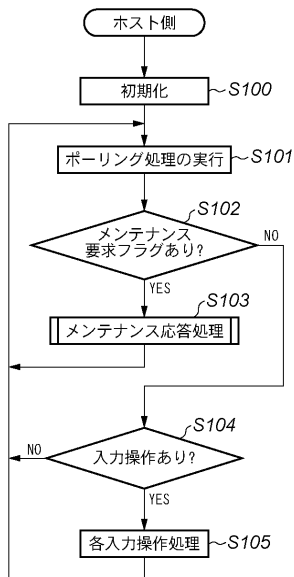 ホスト側
初期化
S100
ポーリング処理の実行
S101
S102
メンテナンス
要求フラグあり?
NO
YES
S103
メンテナンス応答処理
S104
NO
入力操作あり?
YES
各入力操作処理
S105